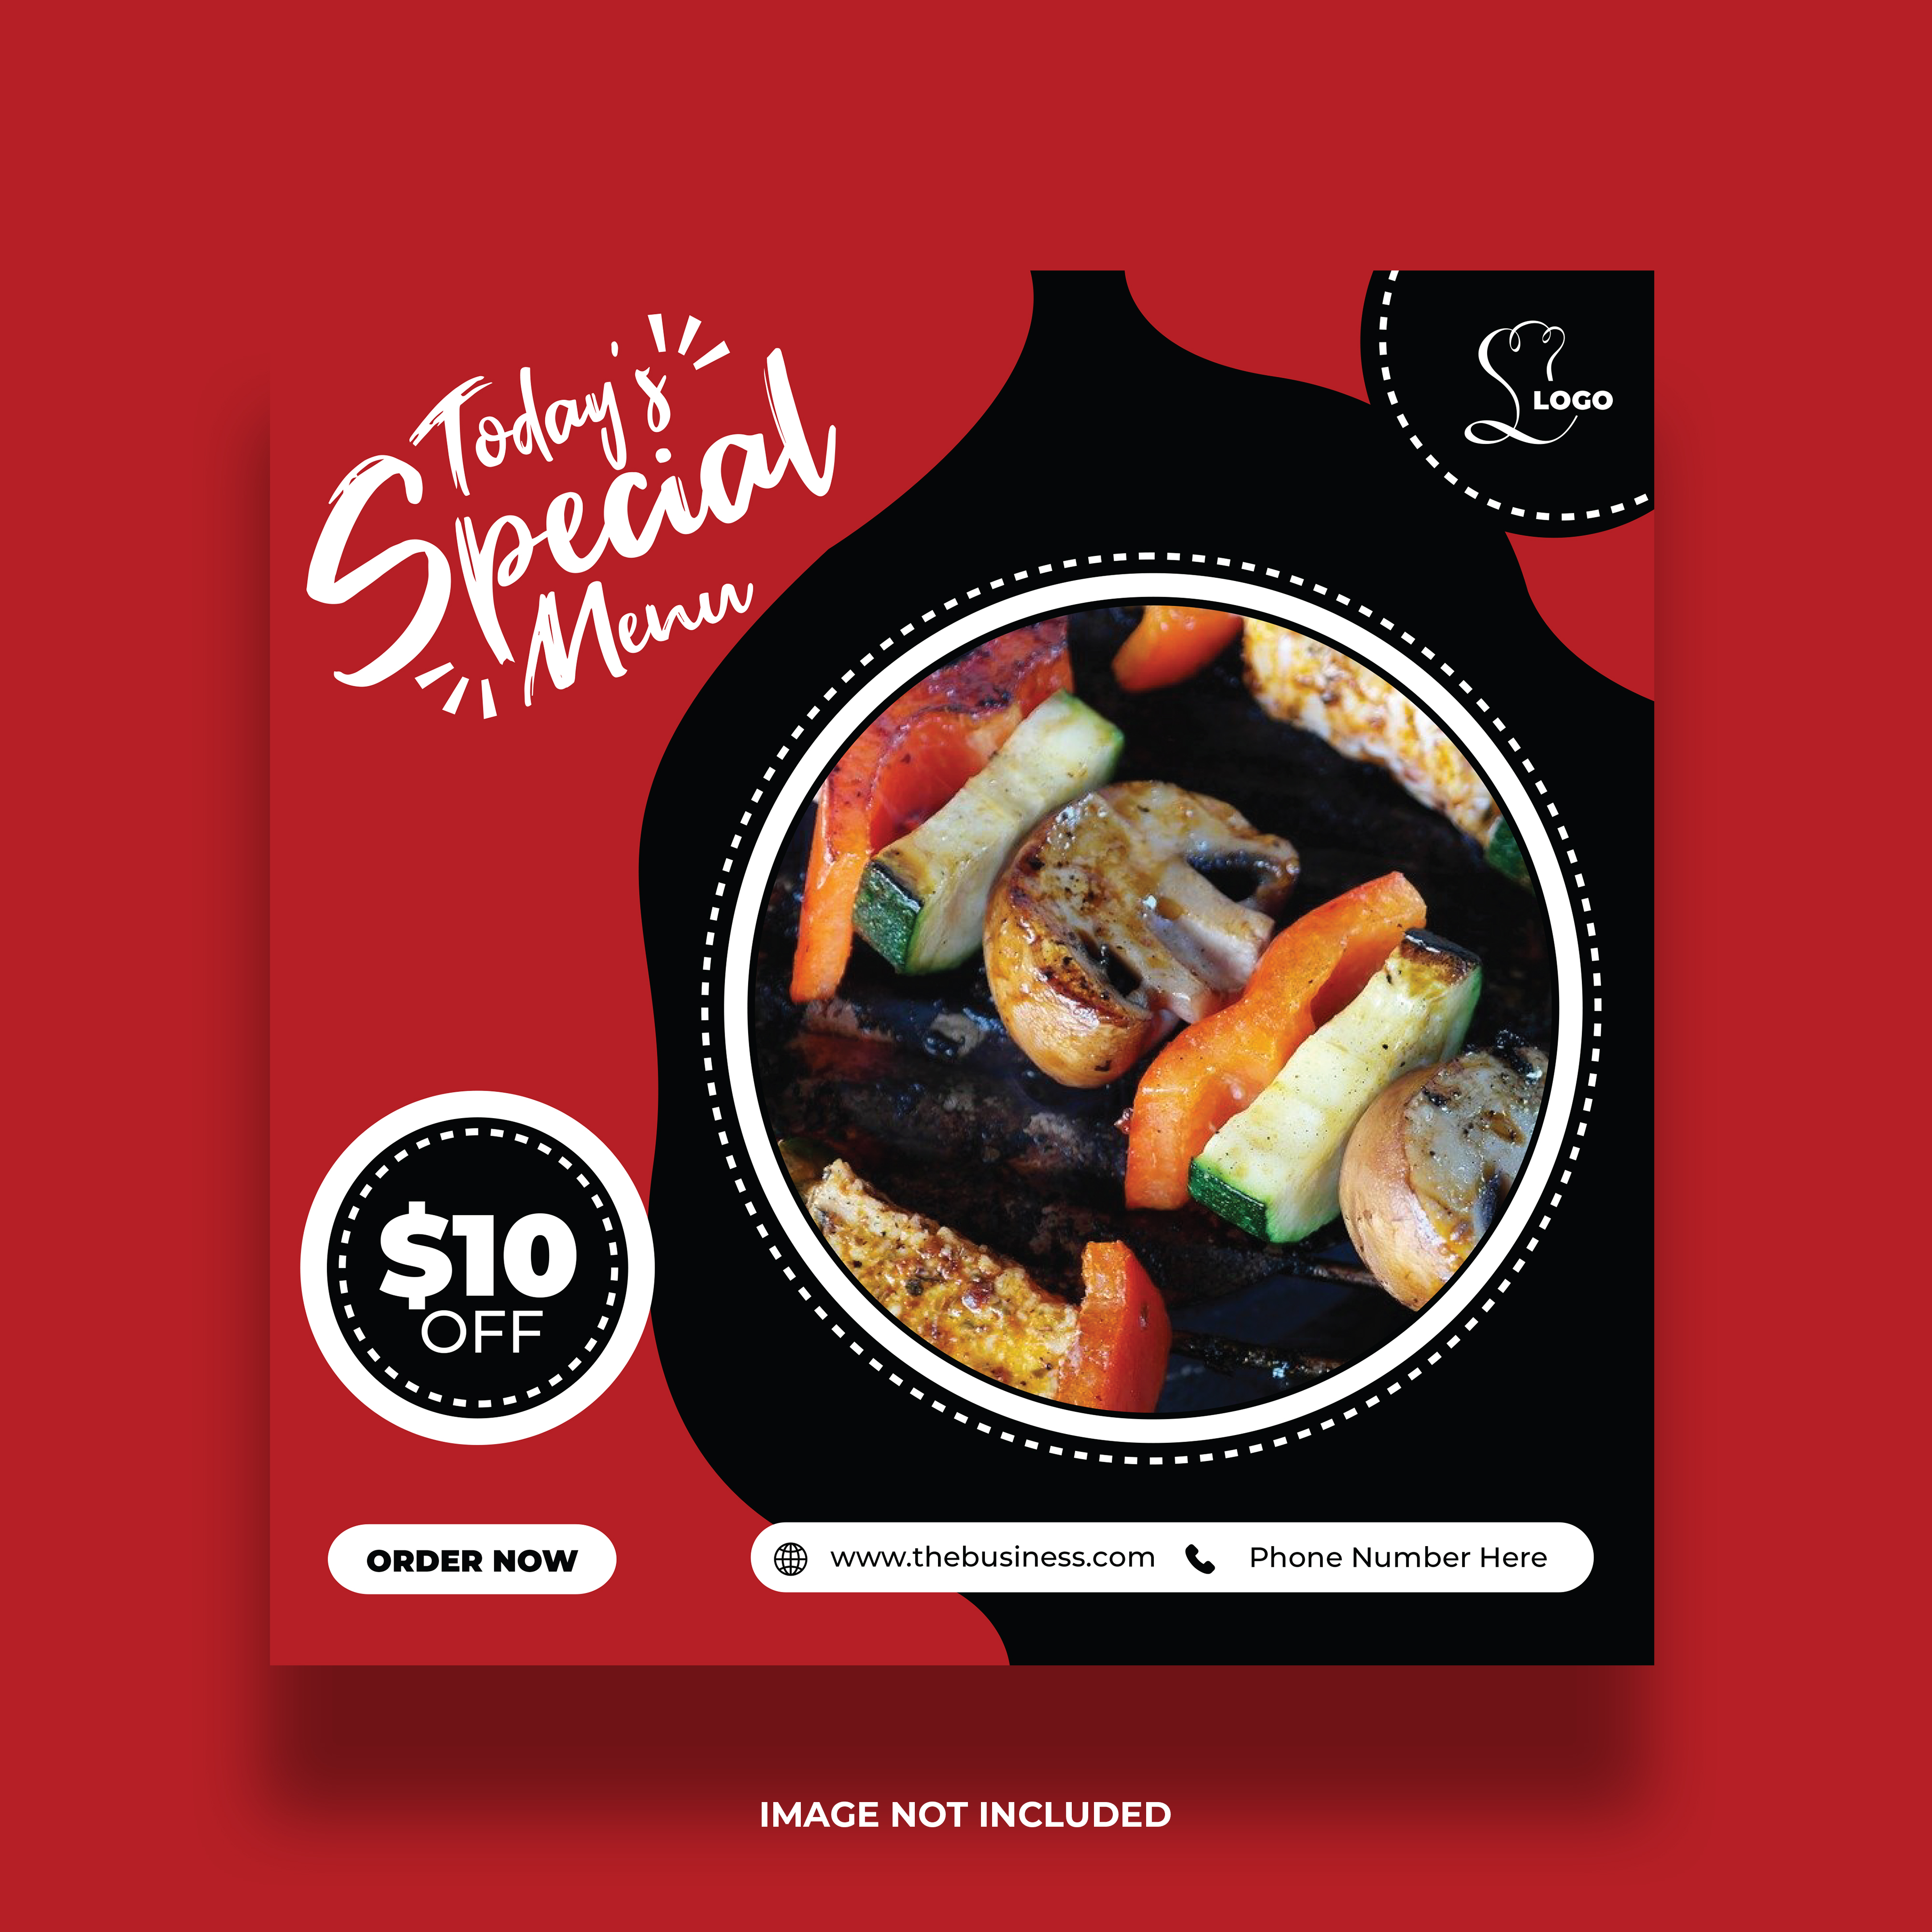 Today's
Special
Menu
LOGO
$10
OFF
ORDER NOW
www.thebusiness.com
Phone Number Here
IMAGE NOT INCLUDED